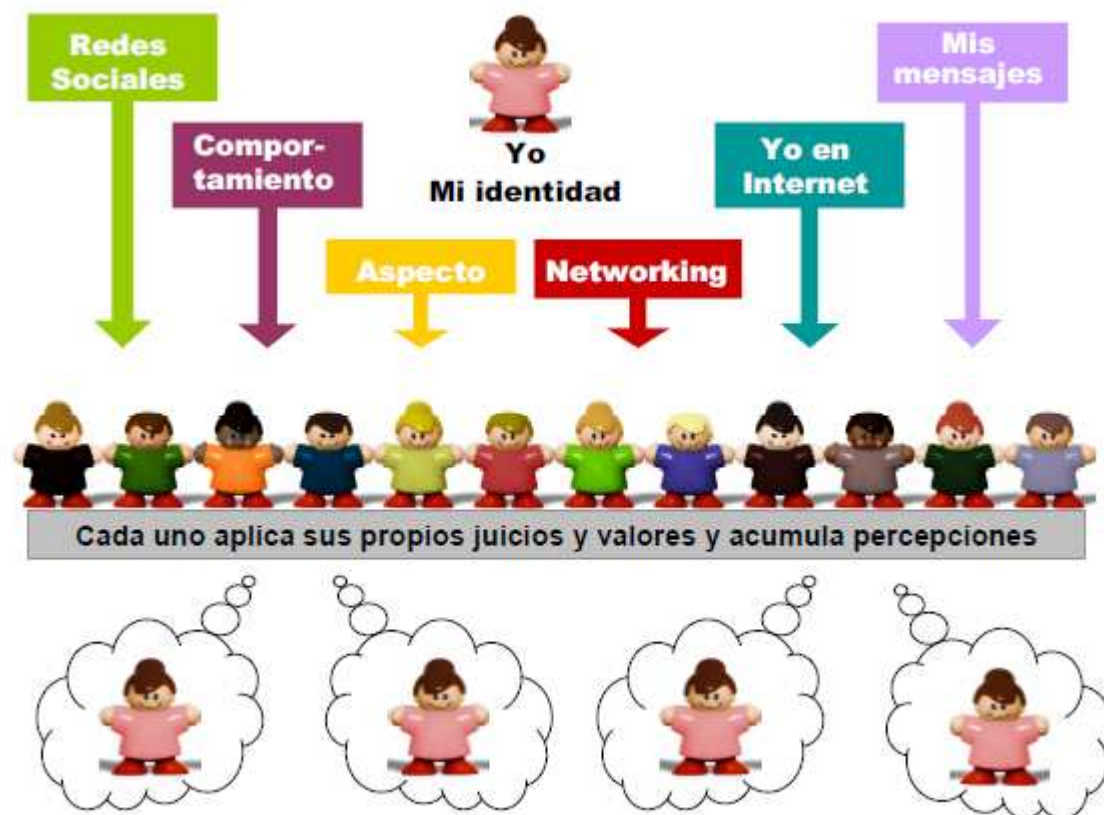 Redes
Sociales
Compor-
tamiento
Aspecto
Yo
Mi identidad
Networking
Yo en
Internet
Mis
mensajes
Cada uno aplica sus propios juicios y valores y acumula percepciones